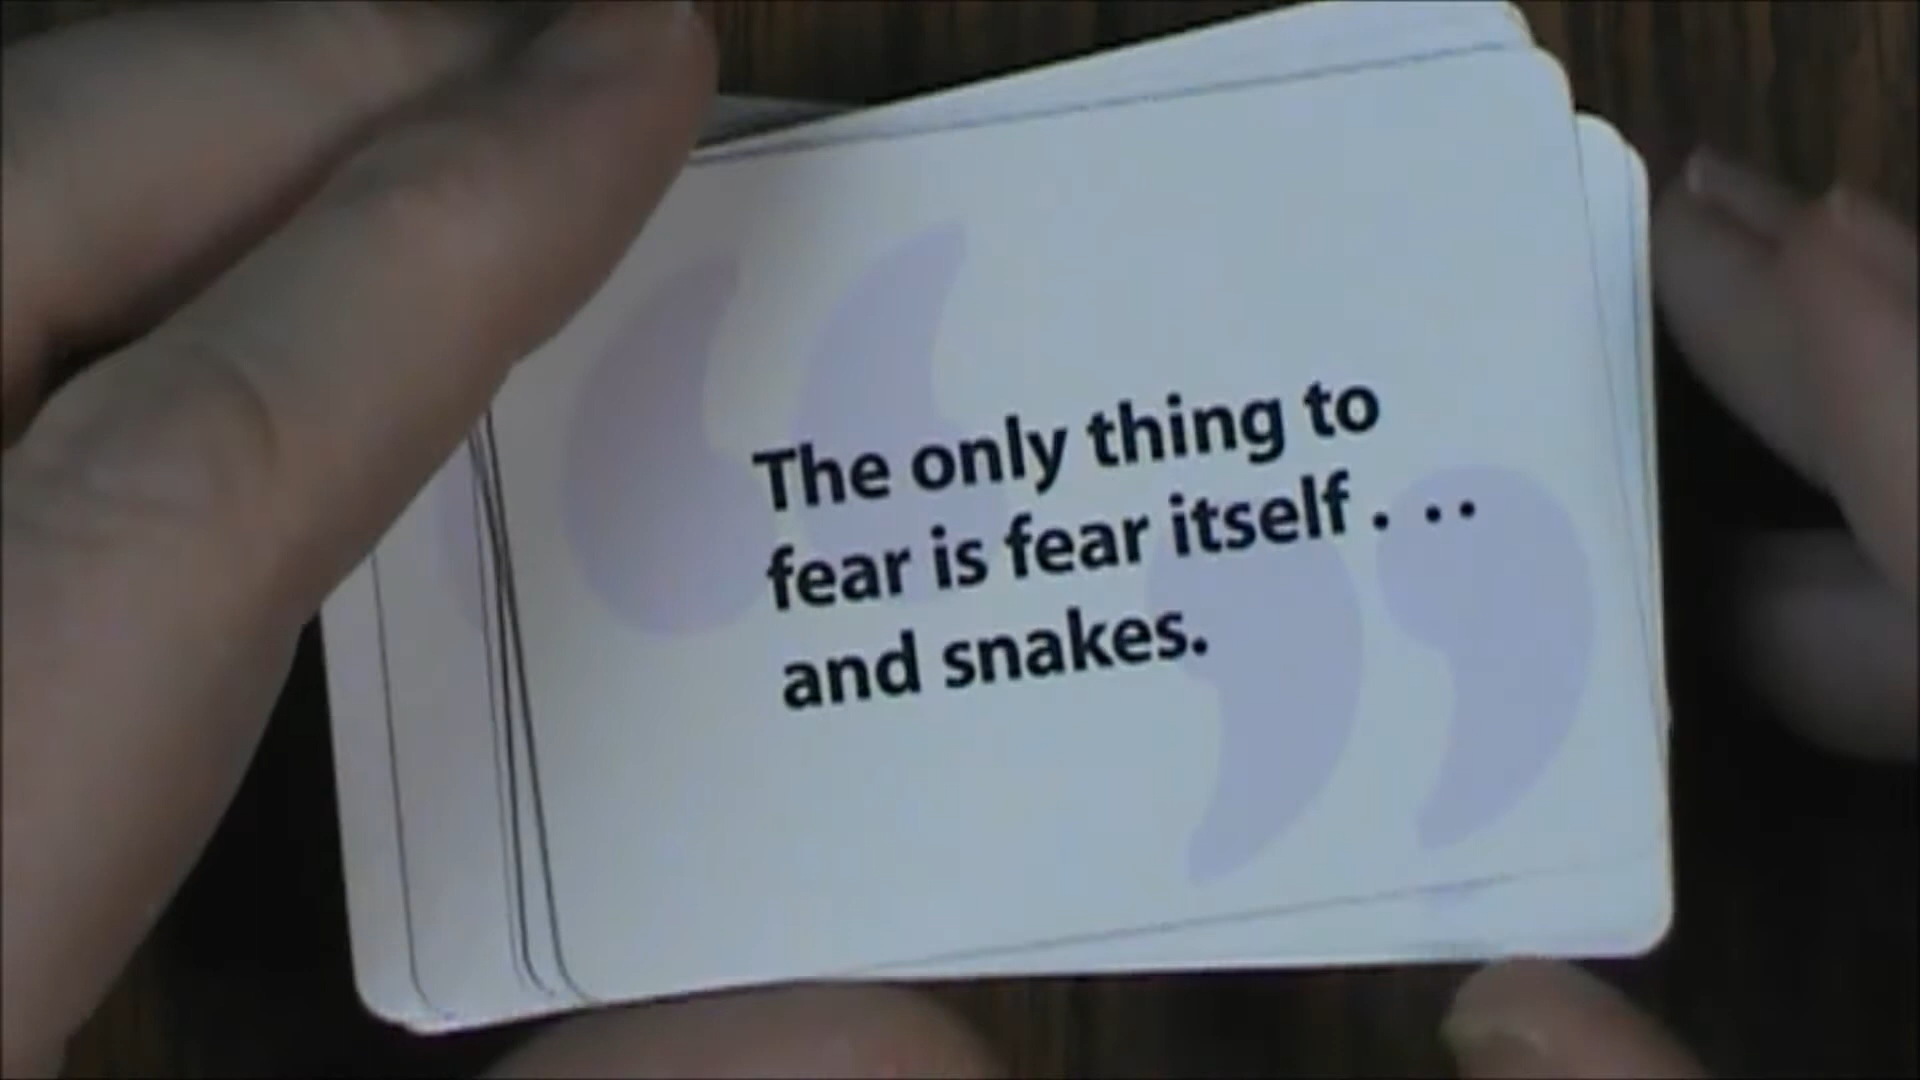 The only thing to
fear is fear itself . . .
and snakes.